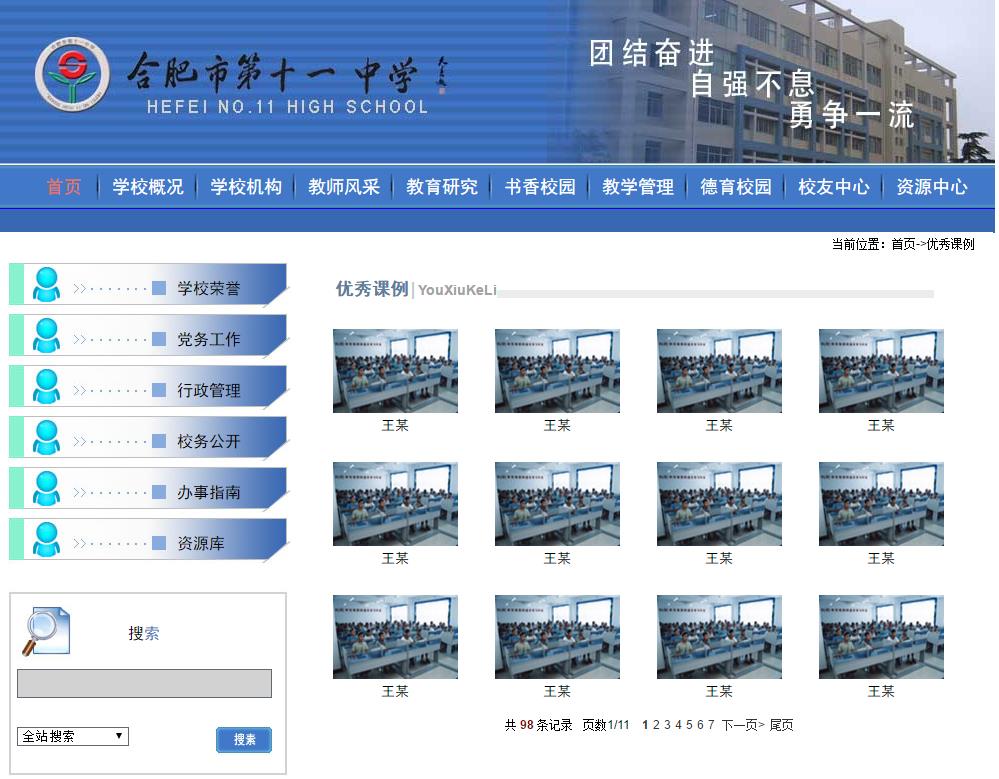 合肥市第十一中学
HEFEI NO.11 HIGH SCHOOL
团结奋进
自强不息
勇争一流
首页 学校概况 学校机构 教师风采 教育研究 书香校园 教学管理 德育校园 校友中心 资源中心
当前位置：首页->优秀课例
学校荣誉
党务工作
行政管理
校务公开
办事指南
资源库
搜索
全站搜索 ▼ 搜索
优秀课例 | YouXiuKeLi
王某 王某 王某 王某
王某 王某 王某 王某
王某 王某 王某 王某
共 98 条记录 页数1/11 1 2 3 4 5 6 7 下一页> 尾页